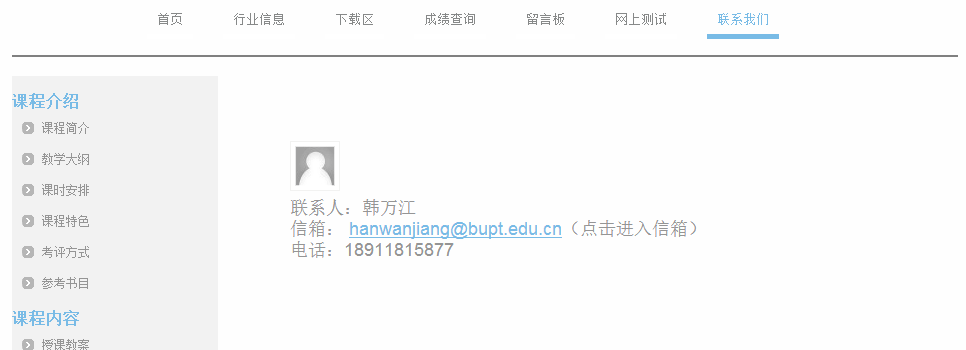 首页 行业信息 下载区 成绩查询 留言板 网上测试 联系我们
课程介绍
课程简介
教学大纲
课时安排
课程特色
考评方式
参考书目
课程内容
授课教案
联系人：韩万江
信箱： hanwanjiang@bupt.edu.cn（点击进入信箱）
电话：18911815877